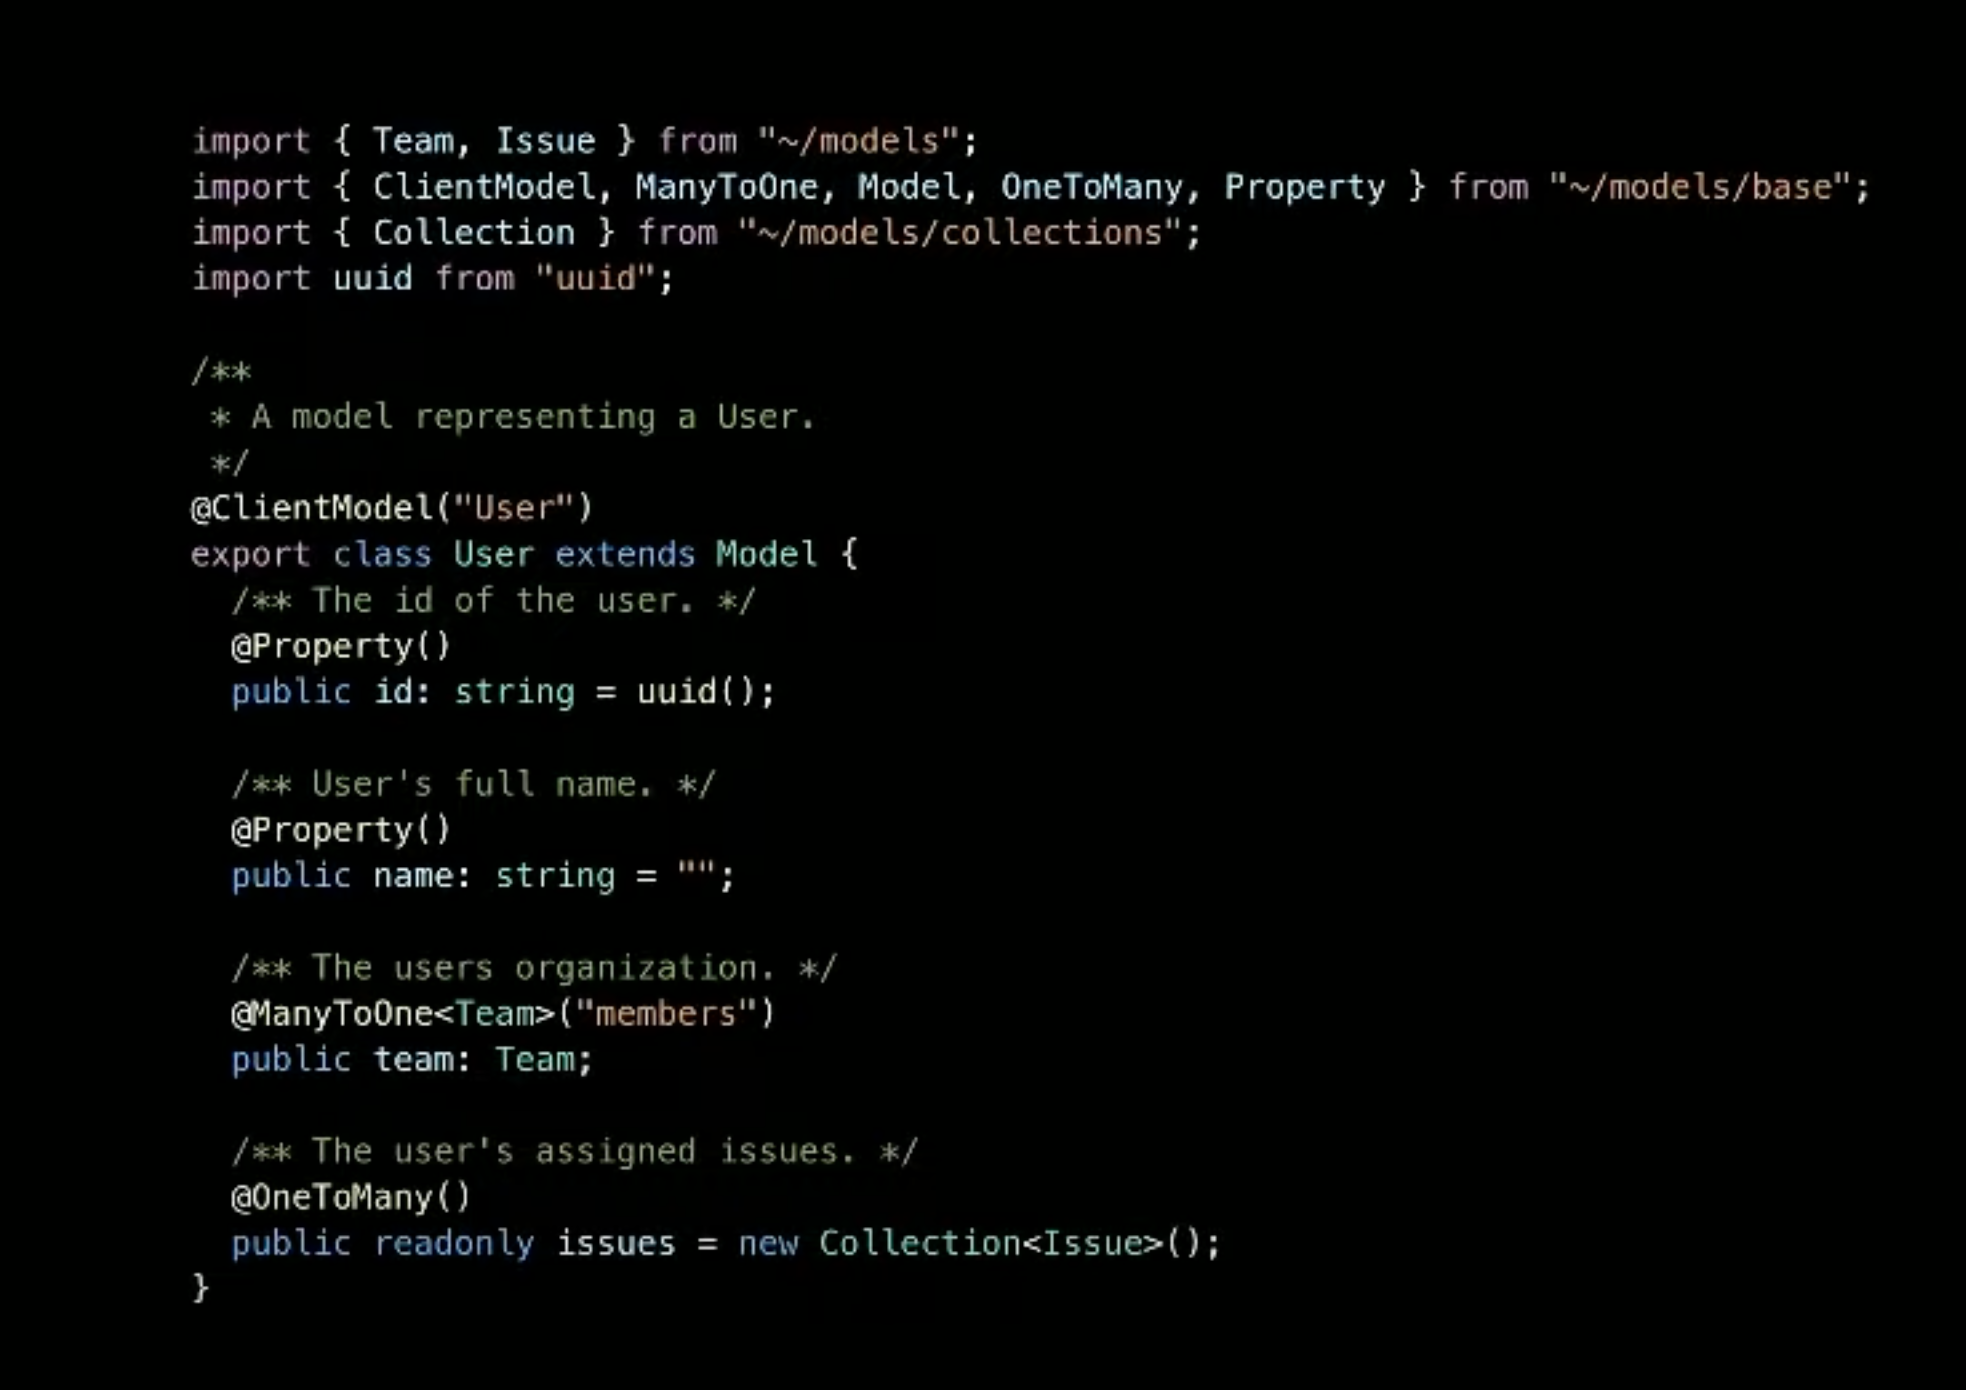 import { Team, Issue } from "~/models";
import { ClientModel, ManyToOne, Model, OneToMany, Property } from "~/models/base";
import { Collection } from "~/models/collections";
import uuid from "uuid";

/**
 * A model representing a User.
 */
@ClientModel("User")
export class User extends Model {
  /** The id of the user. */
  @Property()
  public id: string = uuid();

  /** User's full name. */
  @Property()
  public name: string = "";

  /** The users organization. */
  @ManyToOne<Team>("members")
  public team: Team;

  /** The user's assigned issues. */
  @OneToMany()
  public readonly issues = new Collection<Issue>();
}